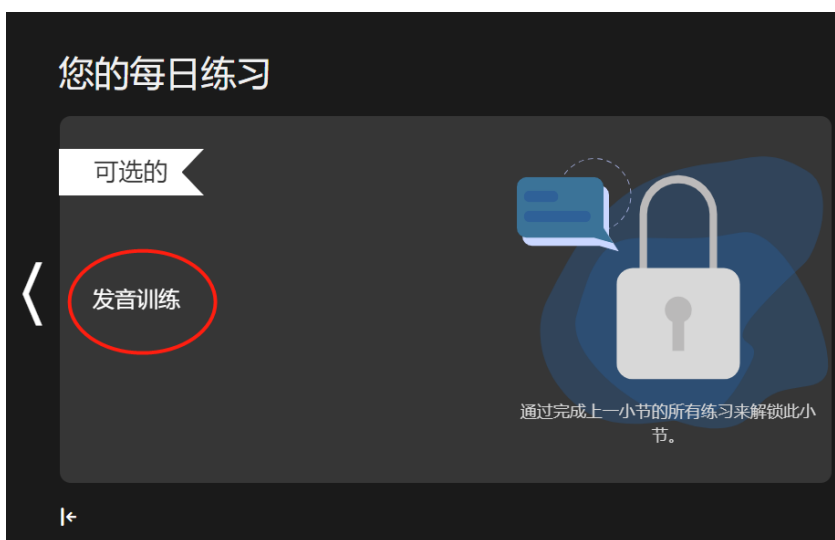 您的每日练习
可选的
发音训练
通过完成上一小节的所有练习来解锁此小
节。